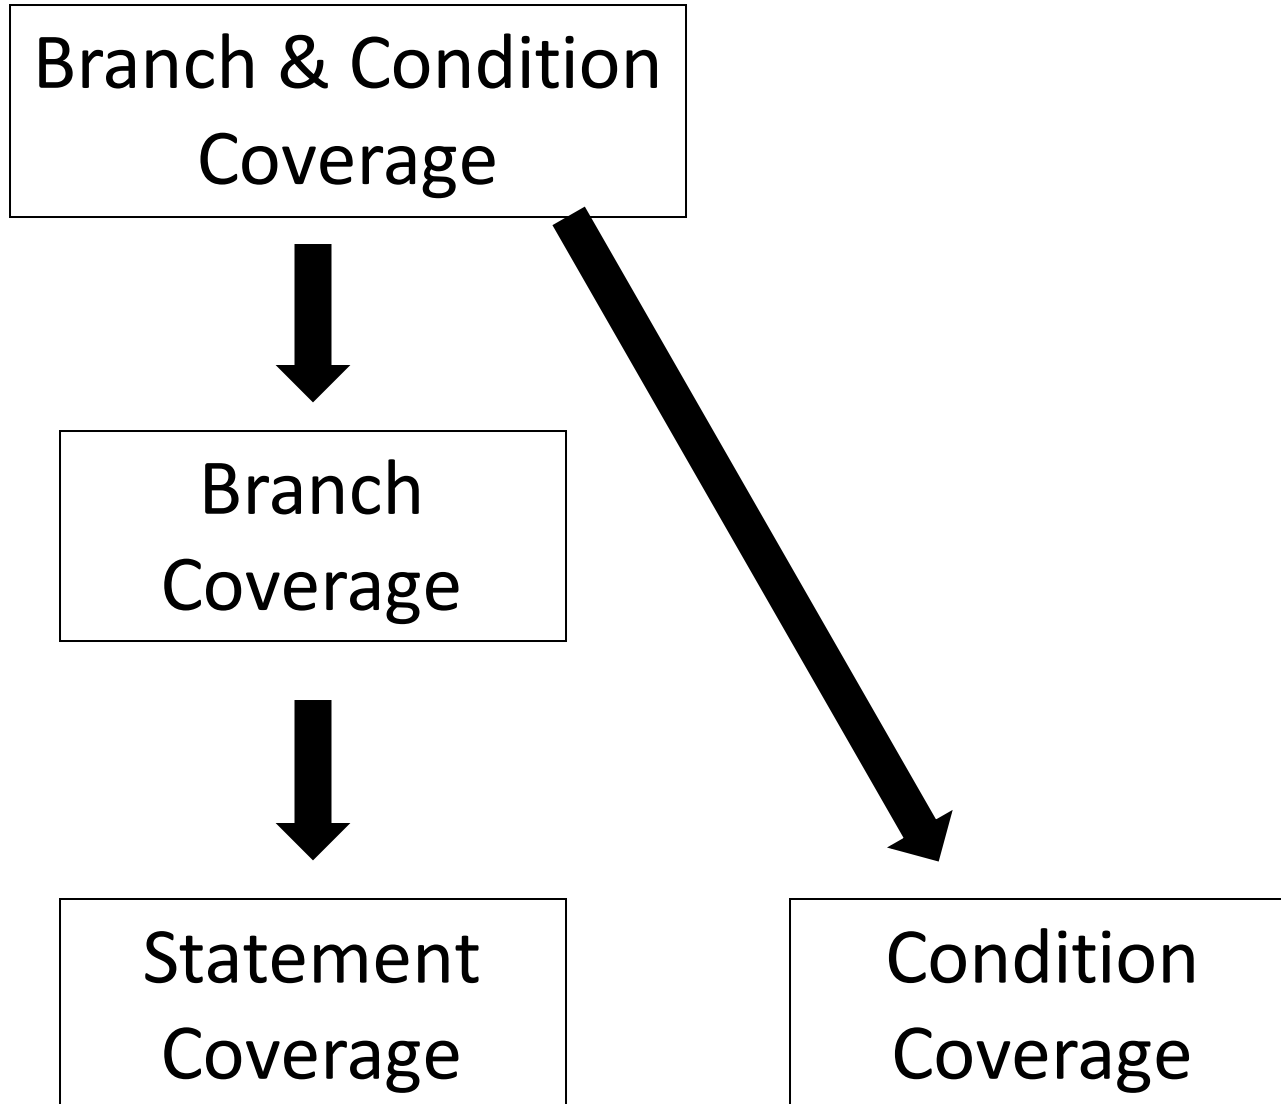 Branch & Condition
Coverage
Branch
Coverage
Statement
Coverage
Condition
Coverage